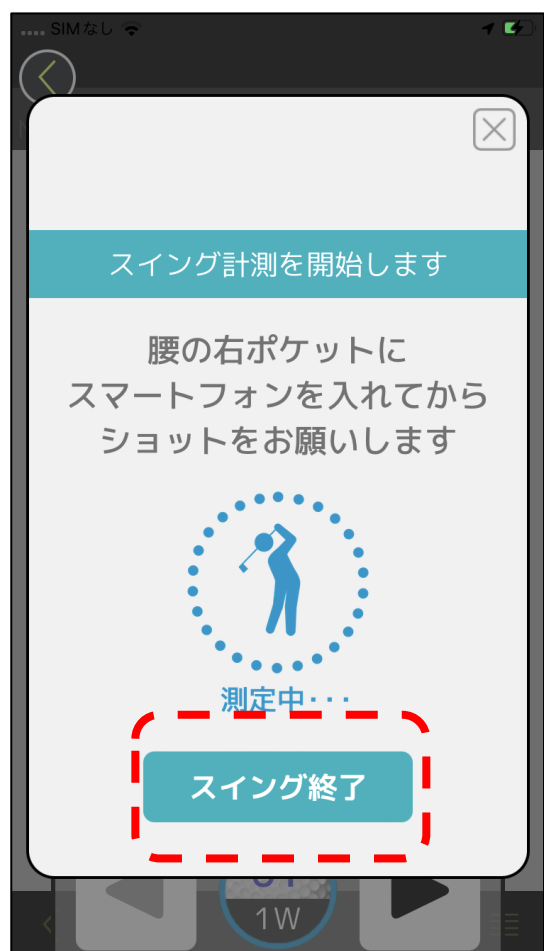 SIMなし
スイング計測を開始します
腰の右ポケットに
スマートフォンを入れてから
ショットをお願いします
測定中・・・
スイング終了
1W